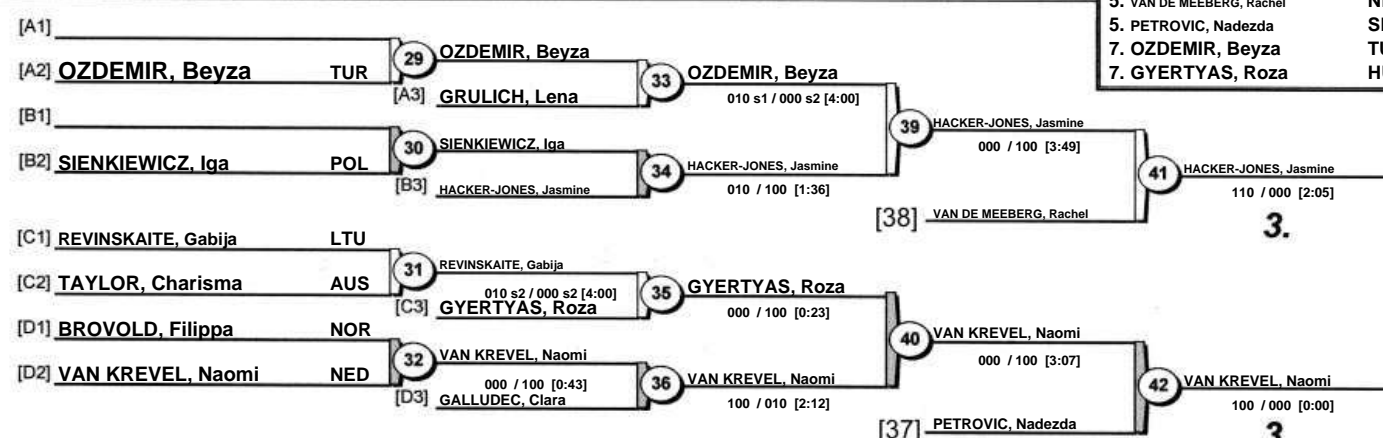 5. VAN DE MEEBERG, Rachel
5. PETROVIC, Nadezda
7. OZDEMIR, Beyza
7. GYERTYAS, Roza
[A1]
[A2] OZDEMIR, Beyza TUR
29
OZDEMIR, Beyza
[A3] GRULICH, Lena
33
OZDEMIR, Beyza
010 s1 / 000 s2 [4:00]
[B1]
[B2] SIENKIEWICZ, Iga POL
30
SIENKIEWICZ, Iga
[B3] HACKER-JONES, Jasmine
34
HACKER-JONES, Jasmine
010 / 100 [1:36]
39
HACKER-JONES, Jasmine
000 / 100 [3:49]
[38] VAN DE MEEBERG, Rachel
41
HACKER-JONES, Jasmine
110 / 000 [2:05]
3.
[C1] REVINSKAITE, Gabija LTU
[C2] TAYLOR, Charisma AUS
31
REVINSKAITE, Gabija
010 s2 / 000 s2 [4:00]
[C3] GYERTYAS, Roza
35
GYERTYAS, Roza
000 / 100 [0:23]
[D1] BROVOLD, Filippa NOR
[D2] VAN KREVEL, Naomi NED
32
VAN KREVEL, Naomi
000 / 100 [0:43]
[D3] GALLUDEC, Clara
36
VAN KREVEL, Naomi
100 / 010 [2:12]
40
VAN KREVEL, Naomi
000 / 100 [3:07]
[37] PETROVIC, Nadezda
42
VAN KREVEL, Naomi
100 / 000 [0:00]
3